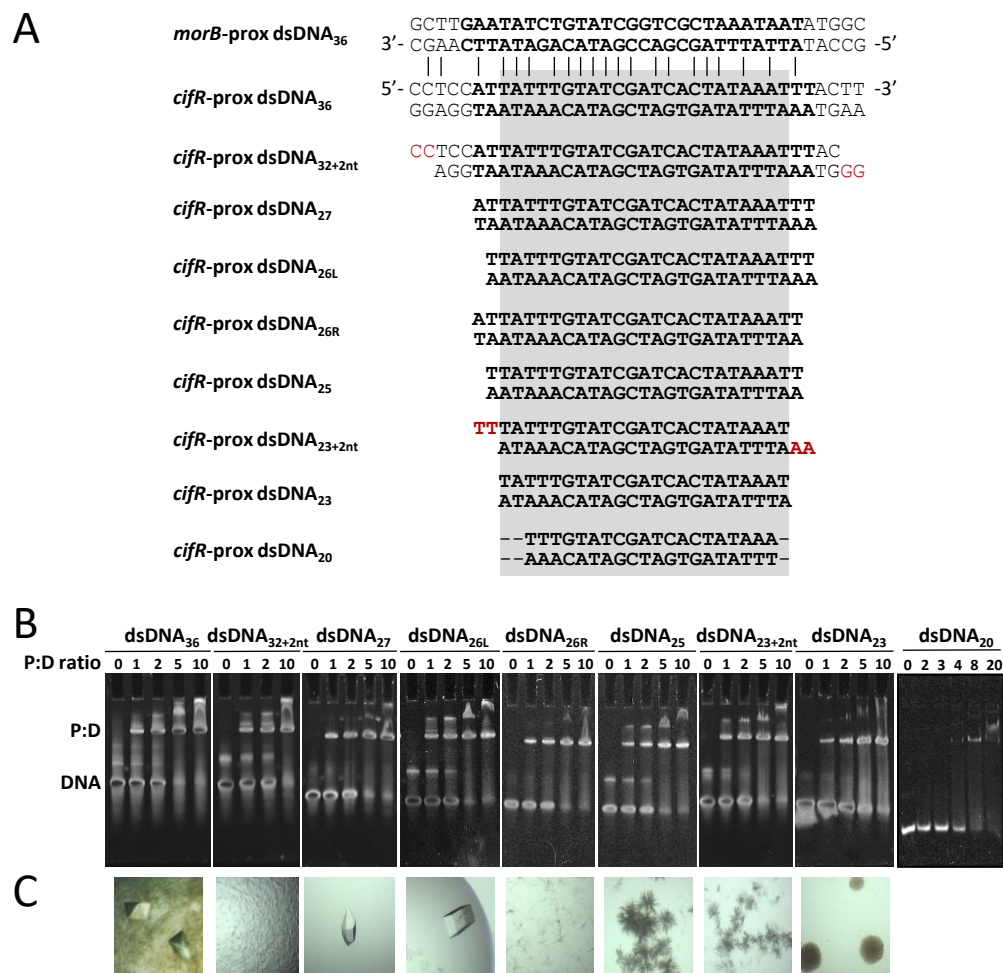 A
morB-prox dsDNA36
GCTTGAATATCTGTATCGGTCGCTAAATAATATGGC
3’- CGAACTTATAGACATAGCCAGCGATTTATTATACCG -5’
cifR-prox dsDNA36
5’- CCTCCATTATTTGTATCGATCACTATAAATTTACTT -3’
GGAGGTAATAAACATAGCTAGTGATATTTAAATGAA
cifR-prox dsDNA32+2nt
CCTCCATTATTTGTATCGATCACTATAAATTTAC
AGGTAATAAACATAGCTAGTGATATTTAAATGGG
cifR-prox dsDNA27
ATTATTTGTATCGATCACTATAAATTT
TAATAAACATAGCTAGTGATATTTAAA
cifR-prox dsDNA26L
TTATTTGTATCGATCACTATAAATTT
AATAAACATAGCTAGTGATATTTAAA
cifR-prox dsDNA26R
ATTATTTGTATCGATCACTATAAATT
TAATAAACATAGCTAGTGATATTTAA
cifR-prox dsDNA25
TTATTTGTATCGATCACTATAAATT
AATAAACATAGCTAGTGATATTTAA
cifR-prox dsDNA23+2nt
TTTATTTGTATCGATCACTATAAAT
ATAAACATAGCTAGTGATATTTAAA
cifR-prox dsDNA23
TATTTGTATCGATCACTATAAAT
ATAAACATAGCTAGTGATATTTA
cifR-prox dsDNA20
--TTTGTATCGATCACTATAAA-
--AAACATAGCTAGTGATATTT-
B
dsDNA36 dsDNA32+2nt dsDNA27 dsDNA26L dsDNA26R dsDNA25 dsDNA23+2nt dsDNA23 dsDNA20
P:D ratio 0 1 2 5 10 0 1 2 5 10 0 1 2 5 10 0 1 2 5 10 0 1 2 5 10 0 1 2 5 10 0 1 2 5 10 0 1 2 5 10 0 2 3 4 8 20
P:D
DNA
C